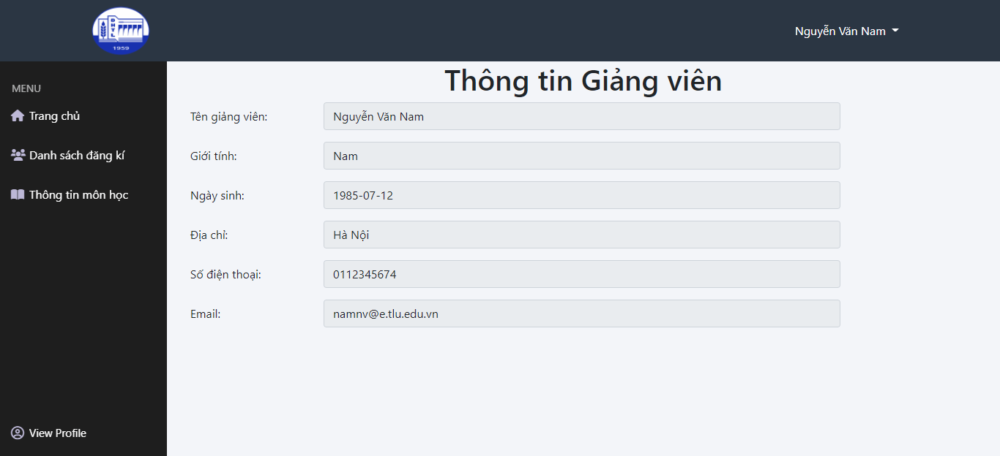 ĐHTL
1959
Nguyễn Văn Nam
MENU
Trang chủ
Danh sách đăng kí
Thông tin môn học
View Profile
Thông tin Giảng viên
Tên giảng viên: Nguyễn Văn Nam
Giới tính: Nam
Ngày sinh: 1985-07-12
Địa chỉ: Hà Nội
Số điện thoại: 0112345674
Email: namnv@e.tlu.edu.vn